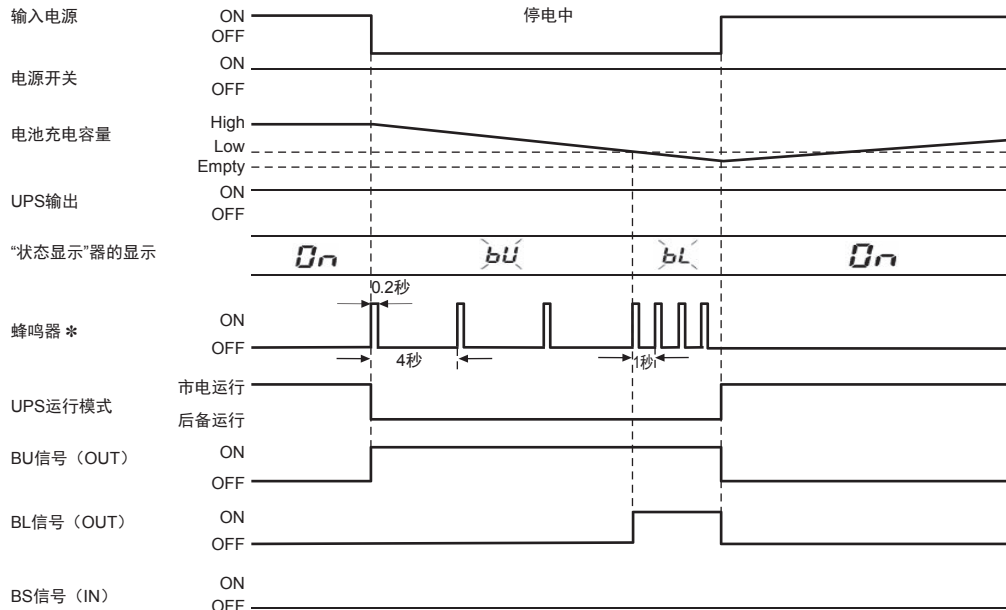 输入电源
ON
停电中
OFF
电源开关
ON
OFF
电池充电容量
High
Low
Empty
UPS输出
ON
OFF
“状态显示”器的显示
On
bU
bL
On
0.2秒
蜂鸣器 ✽
ON
OFF
4秒
1秒
UPS运行模式
市电运行
后备运行
BU信号（OUT）
ON
OFF
BL信号（OUT）
ON
OFF
BS信号（IN）
ON
OFF